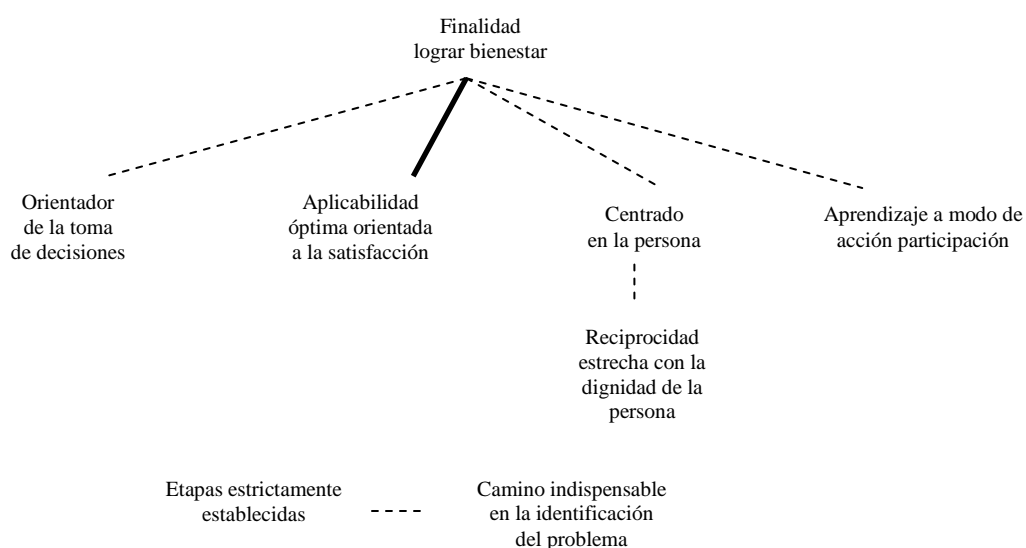 Finalidad
lograr bienestar
Orientador
de la toma
de decisiones
Aplicabilidad
óptima orientada
a la satisfacción
Centrado
en la persona
Aprendizaje a modo de
acción participación
Reciprocidad
estrecha con la
dignidad de la
persona
Etapas estrictamente
establecidas
Camino indispensable
en la identificación
del problema